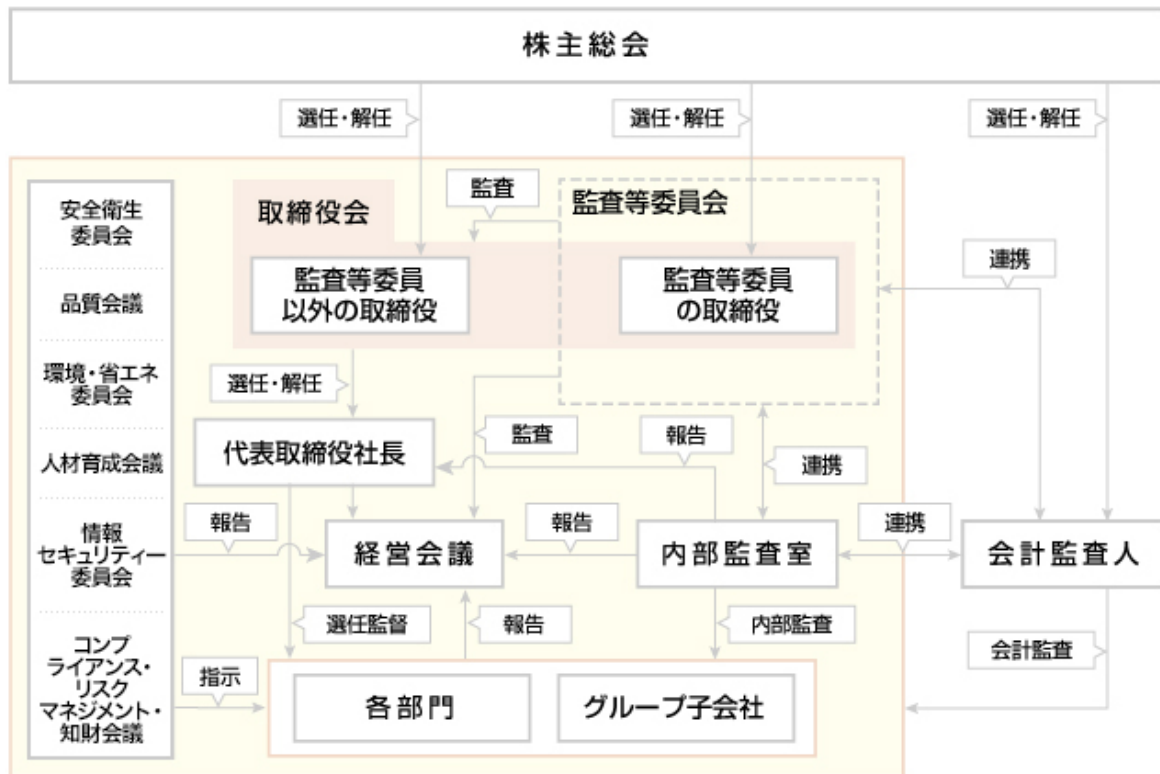 株主総会
選任・解任
選任・解任
選任・解任
安全衛生
委員会
品質会議
環境・省エネ
委員会
人材育成会議
情報
セキュリティー
委員会
コンプ
ライアンス・
リスク
マネジメント・
知財会議
取締役会
監査
監査等委員会
監査等委員
以外の取締役
監査等委員
の取締役
連携
選任・解任
代表取締役社長
監査
報告
連携
報告
経営会議
報告
内部監査室
連携
会計監査人
選任監督
報告
内部監査
会計監査
指示
各部門
グループ子会社